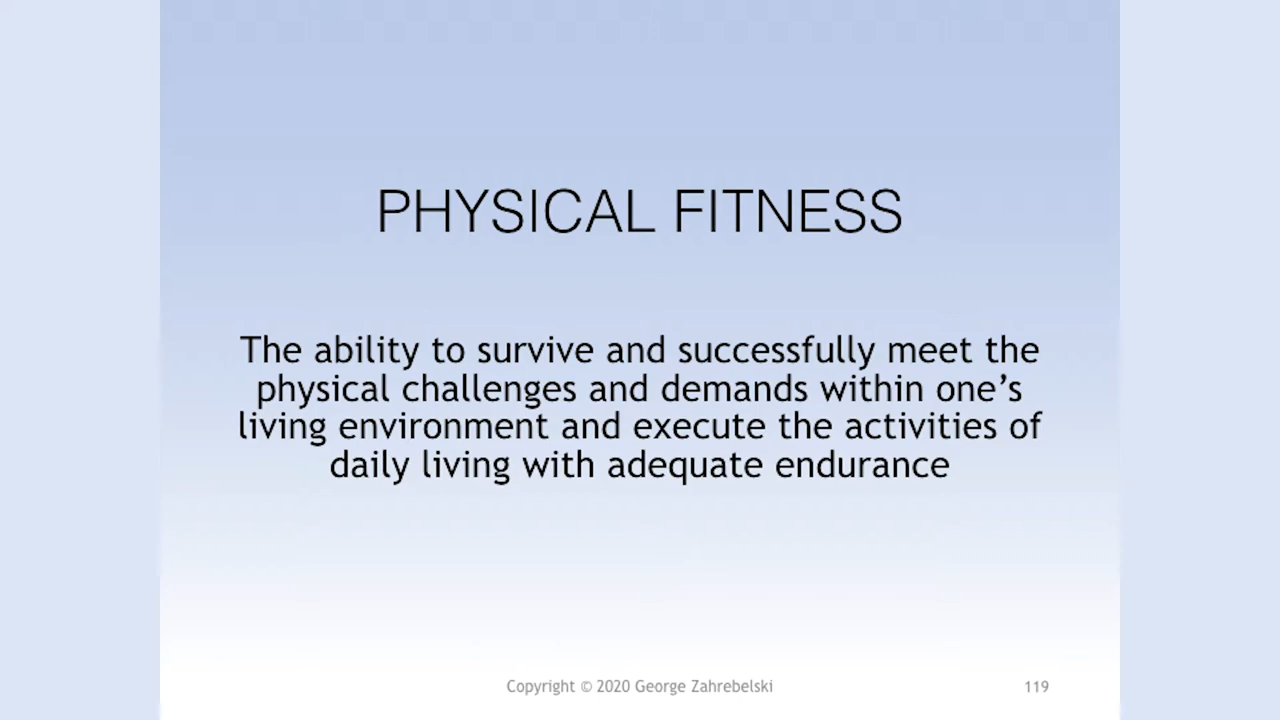 PHYSICAL FITNESS
The ability to survive and successfully meet the
physical challenges and demands within one’s
living environment and execute the activities of
daily living with adequate endurance
Copyright © 2020 George Zahrebelski
119